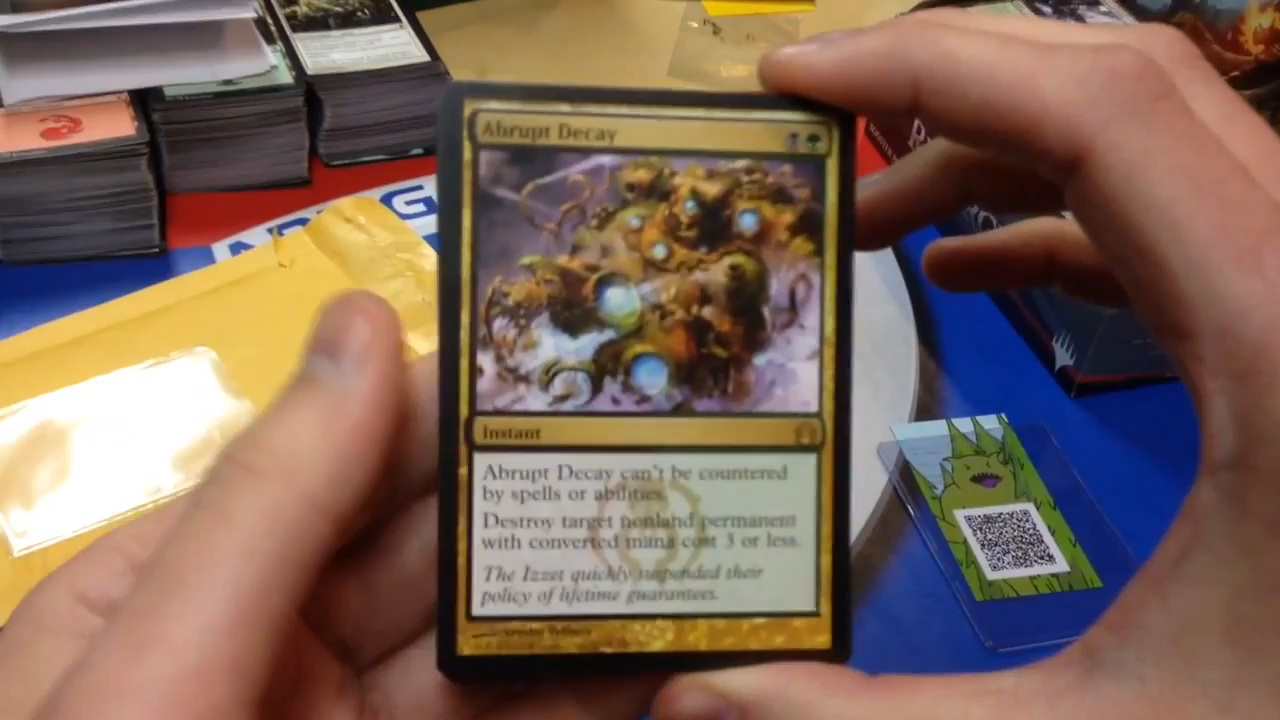 Abrupt Decay
Instant
Abrupt Decay can't be countered
by spells or abilities.
Destroy target nonland permanent
with converted mana cost 3 or less.
The Izzet quickly suspended their
policy of lifetime guarantees.